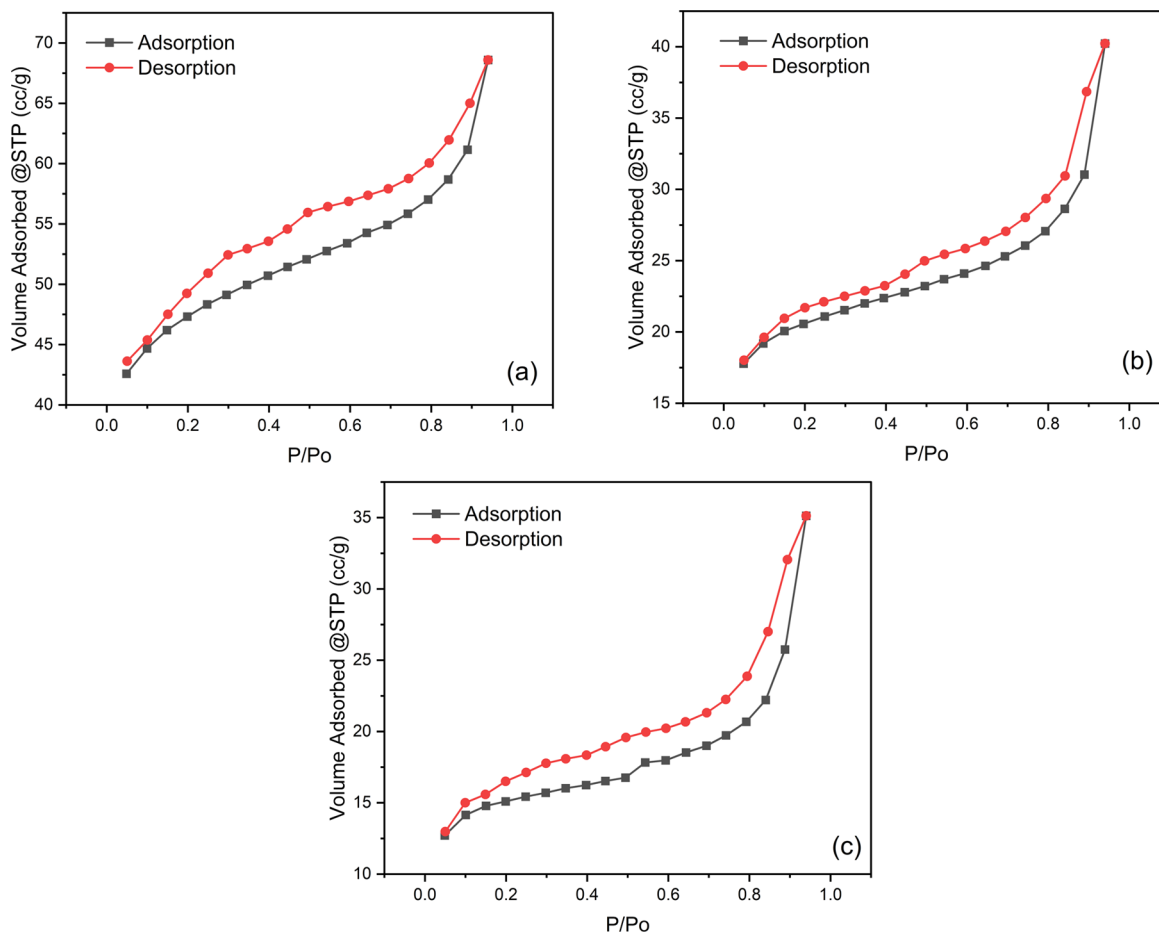 Adsorption
Desorption
Volume Adsorbed @STP (cc/g)
70
65
60
55
50
45
40
0.0 0.2 0.4 0.6 0.8 1.0
P/Po
(a)
Adsorption
Desorption
Volume Adsorbed @STP (cc/g)
40
35
30
25
20
15
0.0 0.2 0.4 0.6 0.8 1.0
P/Po
(b)
Adsorption
Desorption
Volume Adsorbed @STP (cc/g)
35
30
25
20
15
10
0.0 0.2 0.4 0.6 0.8 1.0
P/Po
(c)